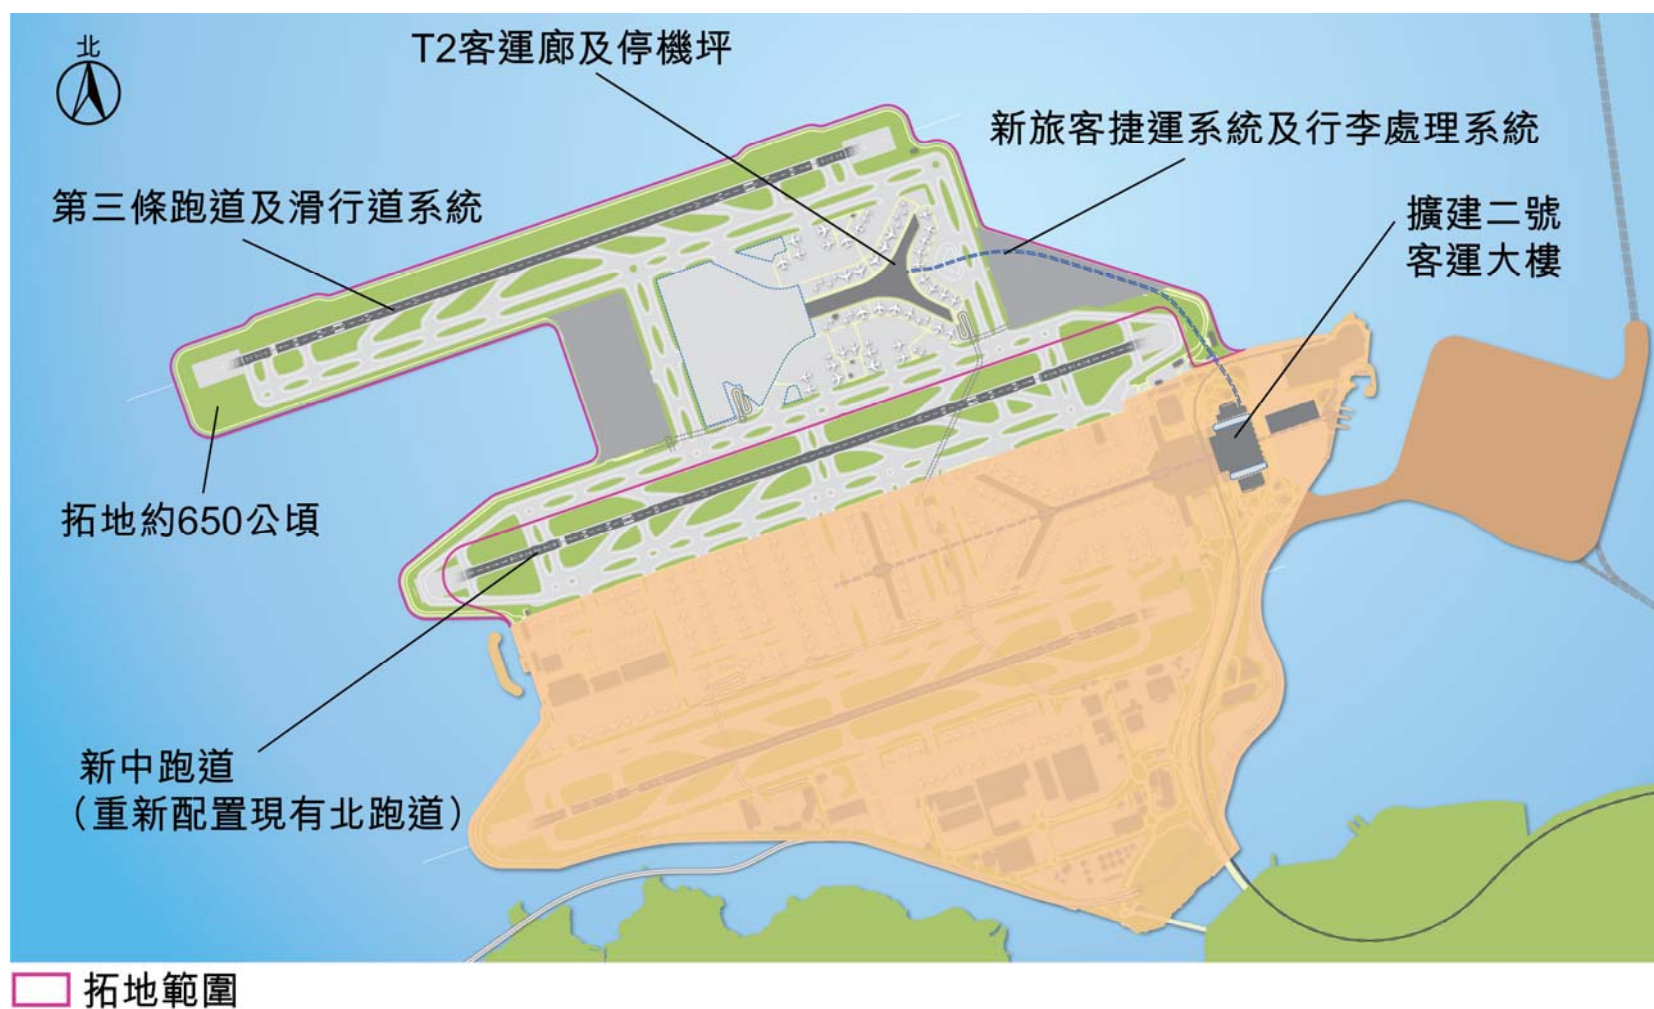 北
T2客運廊及停機坪
新旅客捷運系統及行李處理系統
第三條跑道及滑行道系統
擴建二號
客運大樓
拓地約650公頃
新中跑道
（重新配置現有北跑道）
拓地範圍